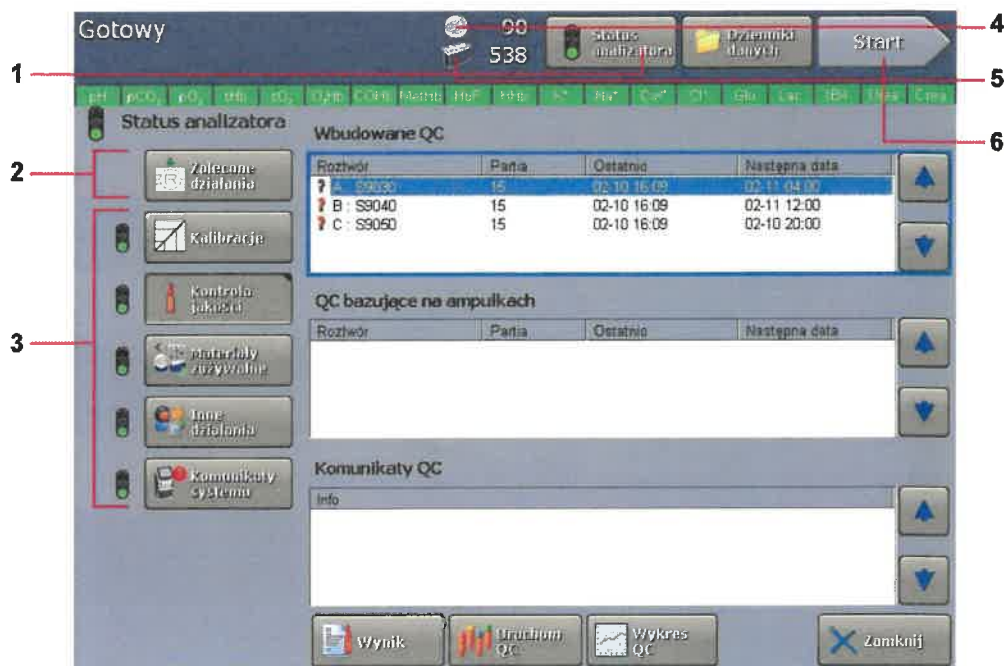 Gotowy
90
538
Status analizatora
Dzienniki danych
Start
1
2
3
4
5
6
pH pCO₂ pO₂ tHb sO₂ O₂Hb COHb MetHb HbF HHb K⁺ Na⁺ Ca²⁺ Cl⁻ Glu Lac tBil Urea Crea
Status analizatora
Zalecone działania
Kalibracje
Kontrola jakości
Materiały zużywalne
Inne działania
Komunikaty systemu
Wbudowane QC
Roztwór Partia Ostatnio Następna data
? A : S9030 15 02-10 16:09 02-11 04:00
? B : S9040 15 02-10 16:09 02-11 12:00
? C : S9050 15 02-10 16:09 02-10 20:00
QC bazujące na ampułkach
Roztwór Partia Ostatnio Następna data
Komunikaty QC
Info
Wynik
Uruchom QC
Wykres QC
Zamknij